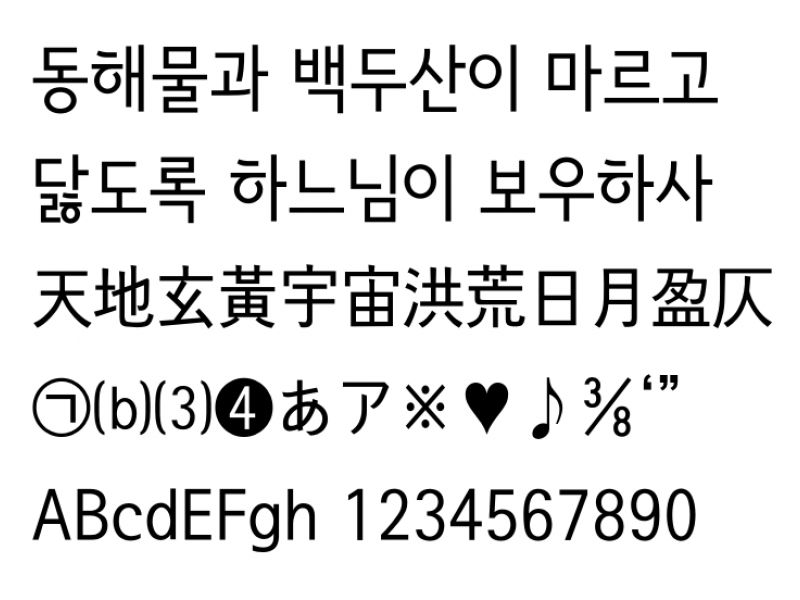 동해물과 백두산이 마르고
닳도록 하느님이 보우하사
天地玄黃宇宙洪荒日月盈仄
㉠⒝⑶❹あア※♥♪⅜‘”
ABcdEFgh 1234567890